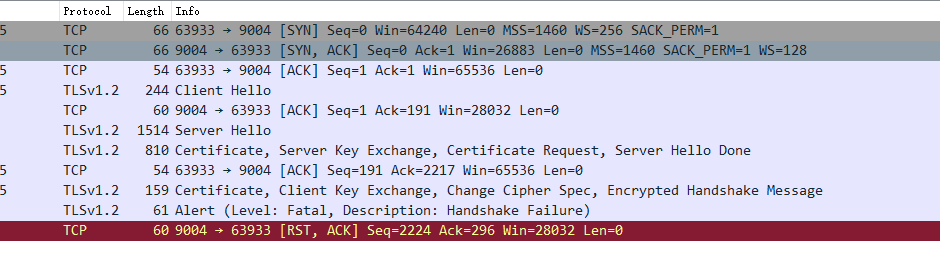 Protocol Length Info
5 TCP 66 63933 → 9004 [SYN] Seq=0 Win=64240 Len=0 MSS=1460 WS=256 SACK_PERM=1
TCP 66 9004 → 63933 [SYN, ACK] Seq=0 Ack=1 Win=26883 Len=0 MSS=1460 SACK_PERM=1 WS=128
5 TCP 54 63933 → 9004 [ACK] Seq=1 Ack=1 Win=65536 Len=0
5 TLSv1.2 244 Client Hello
TCP 60 9004 → 63933 [ACK] Seq=1 Ack=191 Win=28032 Len=0
TLSv1.2 1514 Server Hello
TLSv1.2 810 Certificate, Server Key Exchange, Certificate Request, Server Hello Done
5 TCP 54 63933 → 9004 [ACK] Seq=191 Ack=2217 Win=65536 Len=0
5 TLSv1.2 159 Certificate, Client Key Exchange, Change Cipher Spec, Encrypted Handshake Message
TLSv1.2 61 Alert (Level: Fatal, Description: Handshake Failure)
TCP 60 9004 → 63933 [RST, ACK] Seq=2224 Ack=296 Win=28032 Len=0